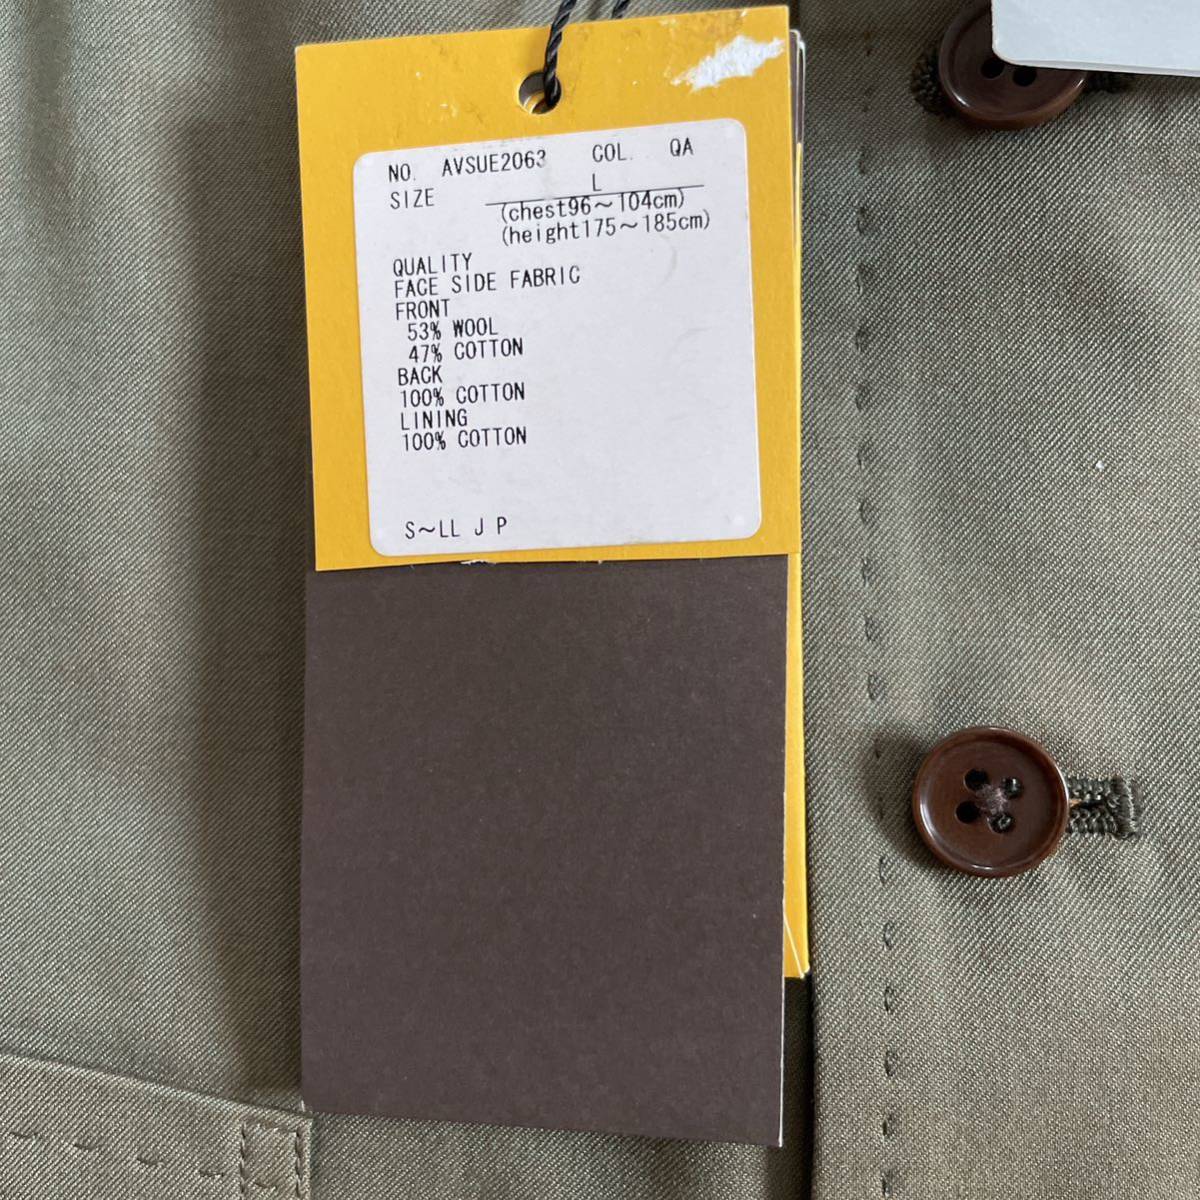 NO. AVSUE2063 COL. QA
SIZE L
(chest96～104cm)
(height175～185cm)
QUALITY
FACE SIDE FABRIC
FRONT
53% WOOL
47% COTTON
BACK
100% COTTON
LINING
100% COTTON
S～LL J P